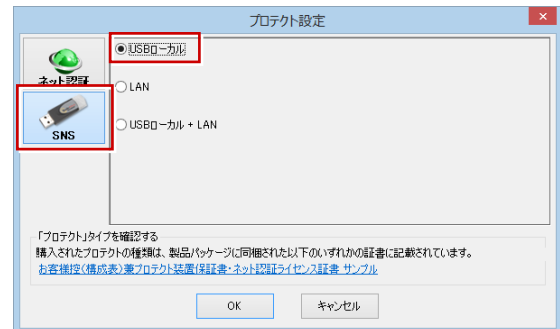 プロテクト設定
ネット認証
SNS
USBローカル
LAN
USBローカル + LAN
「プロテクト」タイプを確認する
購入されたプロテクトの種類は、製品パッケージに同梱された以下のいずれかの証書に記載されています。
お客様控(構成表)兼プロテクト装置保証書・ネット認証ライセンス証書 サンプル
OK
キャンセル